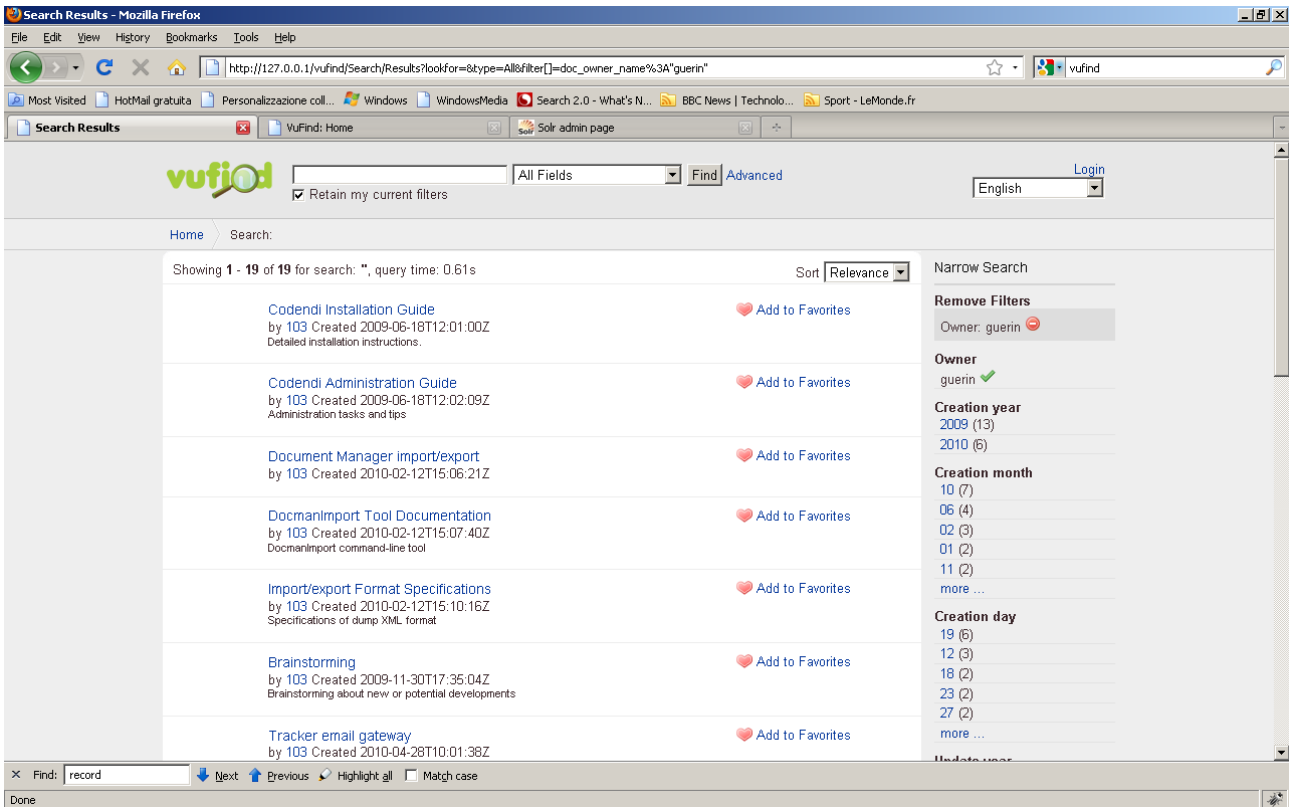 Search Results - Mozilla Firefox
File Edit View History Bookmarks Tools Help
http://127.0.0.1/vufind/Search/Results?lookfor=&type=All&filter[]=doc_owner_name%3A"guerin"
vufind
Most Visited HotMail gratuita Personalizzazione coll... Windows WindowsMedia Search 2.0 - What's N... BBC News | Technolo... Sport - LeMonde.fr
Search Results VuFind: Home Solr Solr admin page
vufind All Fields Find Advanced
Login
English
Retain my current filters
Home Search:
Showing 1 - 19 of 19 for search: '', query time: 0.61s
Sort Relevance
Codendi Installation Guide
by 103 Created 2009-06-18T12:01:00Z
Detailed installation instructions.
Add to Favorites
Codendi Administration Guide
by 103 Created 2009-06-18T12:02:09Z
Administration tasks and tips
Add to Favorites
Document Manager import/export
by 103 Created 2010-02-12T15:06:21Z
Add to Favorites
DocmanImport Tool Documentation
by 103 Created 2010-02-12T15:07:40Z
DocmanImport command-line tool
Add to Favorites
Import/export Format Specifications
by 103 Created 2010-02-12T15:10:16Z
Specifications of dump XML format
Add to Favorites
Brainstorming
by 103 Created 2009-11-30T17:35:04Z
Brainstorming about new or potential developments
Add to Favorites
Tracker email gateway
by 103 Created 2010-04-28T10:01:38Z
Add to Favorites
Narrow Search
Remove Filters
Owner: guerin
Owner
guerin
Creation year
2009 (13)
2010 (6)
Creation month
10 (7)
06 (4)
02 (3)
01 (2)
11 (2)
more ...
Creation day
19 (6)
12 (3)
18 (2)
23 (2)
27 (2)
more ...
Update year
Find: record Next Previous Highlight all Match case
Done